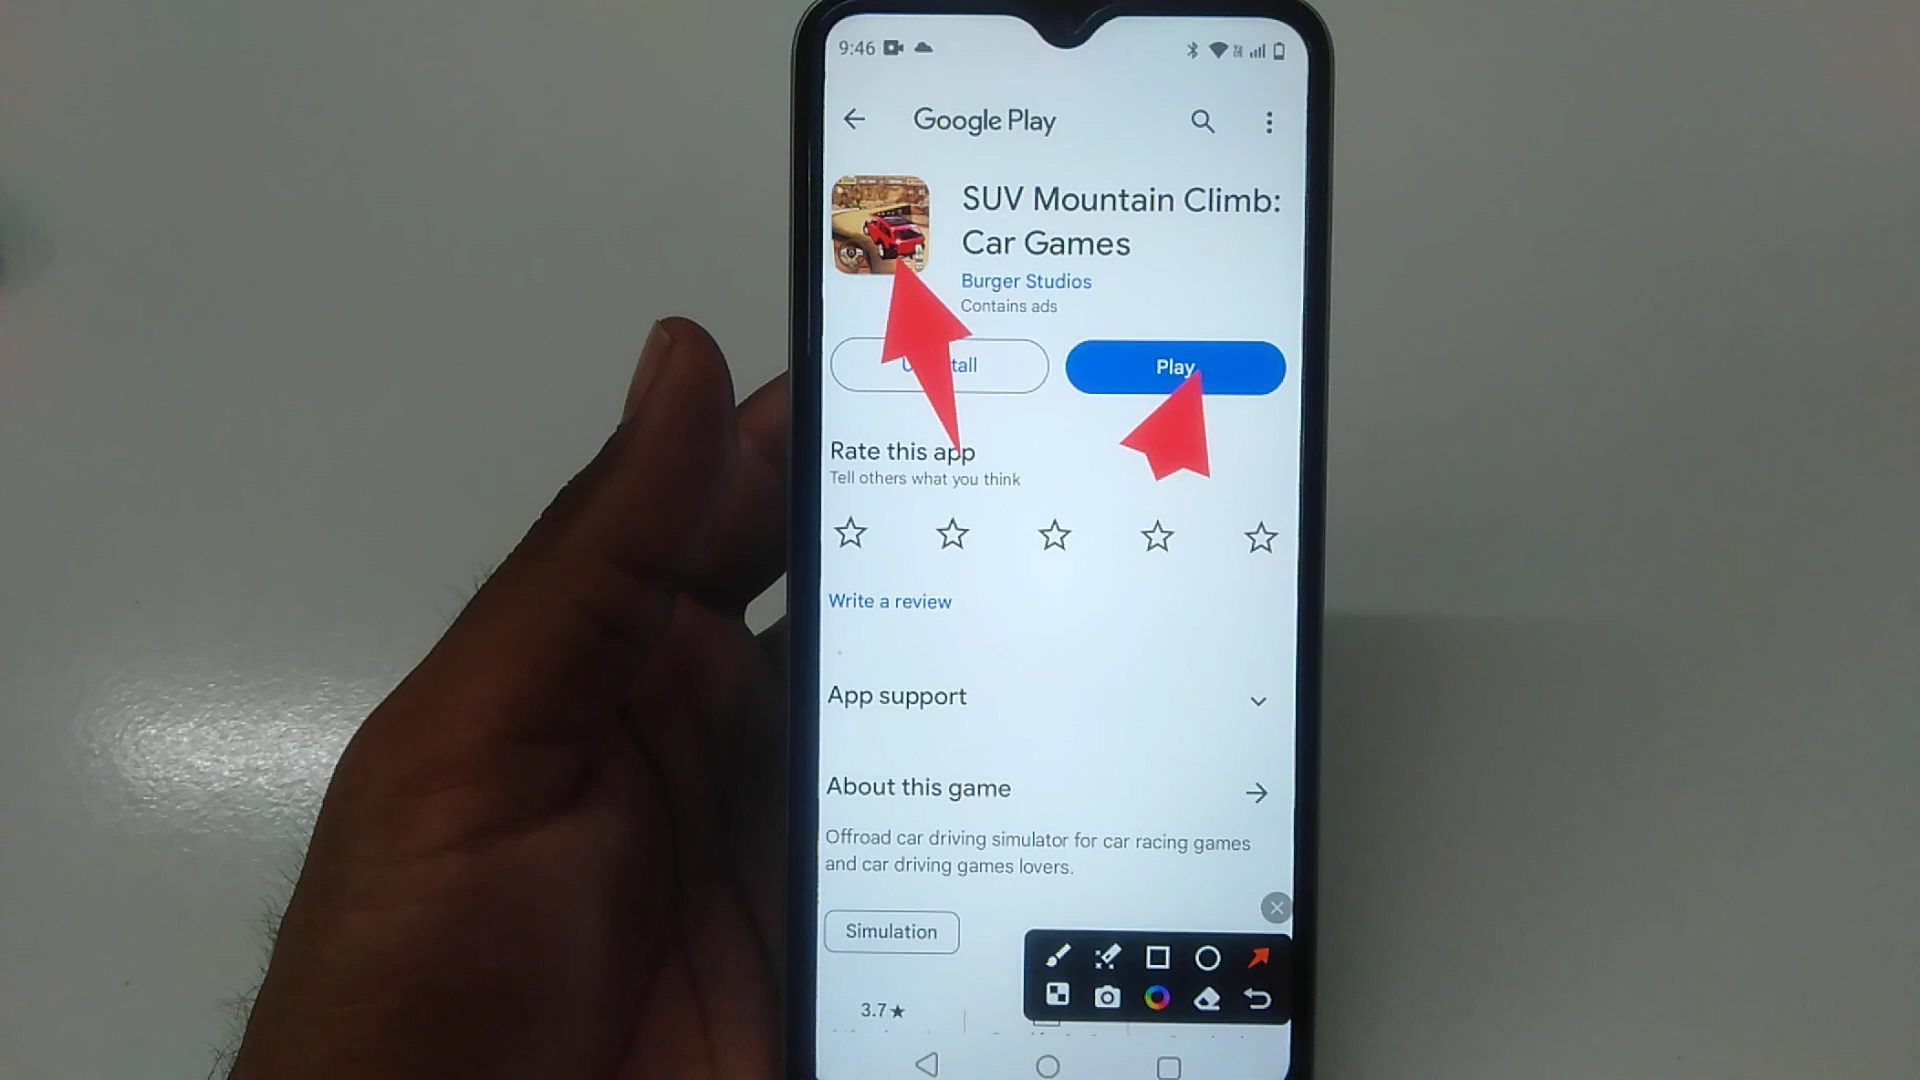 9:46
Google Play
SUV Mountain Climb:
Car Games
Burger Studios
Contains ads
Play
Rate this app
Tell others what you think
Write a review
App support
About this game
Offroad car driving simulator for car racing games
and car driving games lovers.
Simulation
3.7★